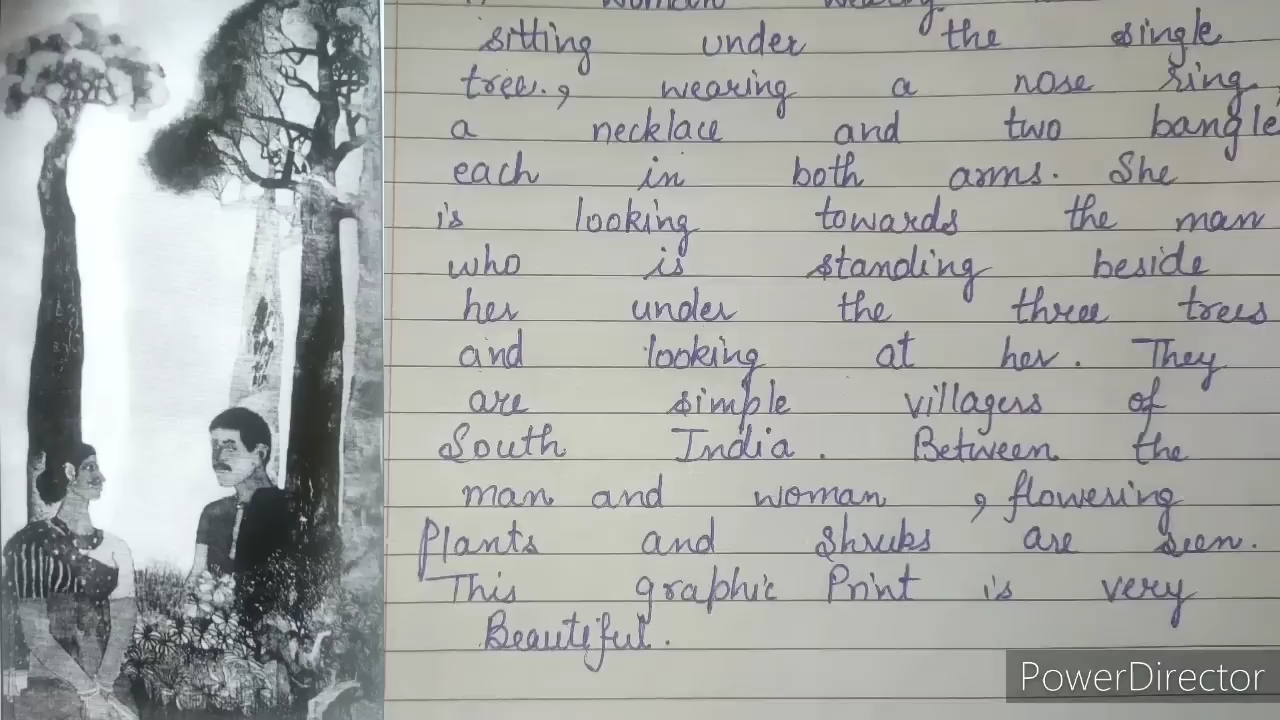 woman wearing
sitting under the single
tree., wearing a nose ring,
a necklace and two bangle
each in both arms. She
is looking towards the man
who is standing beside
her under the three trees
and looking at her. They
are simple villagers of
South India. Between the
man and woman, flowering
Plants and Shrubs are seen.
This graphic Print is very
Beautiful.
PowerDirector